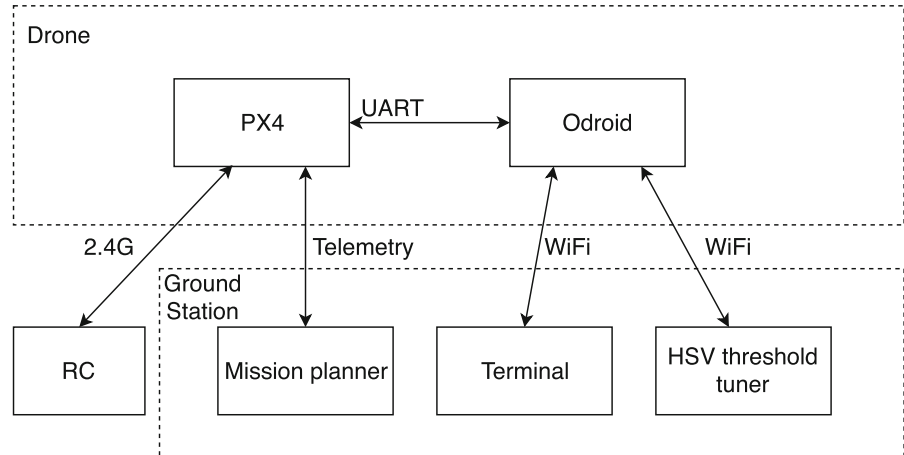 Drone
PX4
UART
Odroid
2.4G
Telemetry
WiFi
WiFi
Ground
Station
RC
Mission planner
Terminal
HSV threshold
tuner